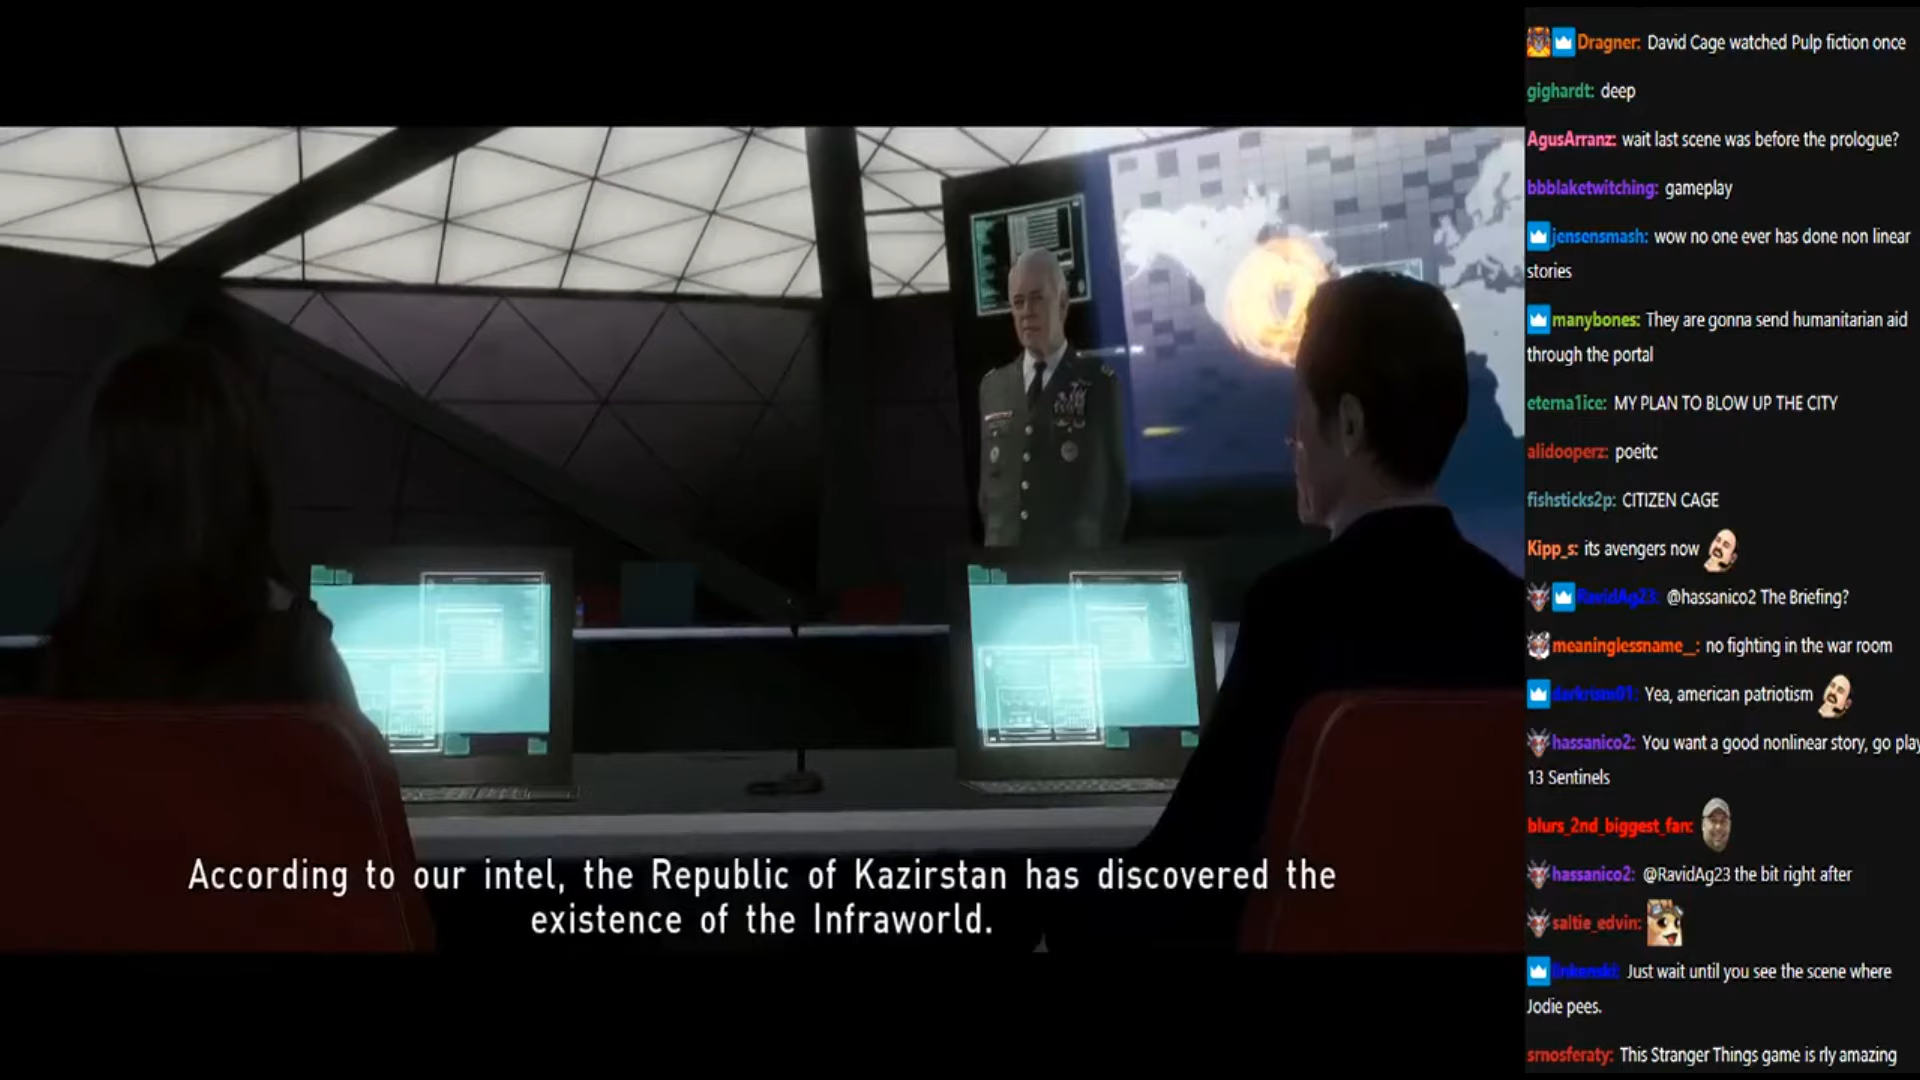 Dragner: David Cage watched Pulp fiction once
gighardt: deep
AgusArranz: wait last scene was before the prologue?
bbblaketwitching: gameplay
jensensmash: wow no one ever has done non linear
stories
manybones: They are gonna send humanitarian aid
through the portal
eterna1ice: MY PLAN TO BLOW UP THE CITY
alidooperz: poeitc
fishsticks2p: CITIZEN CAGE
Kipp_s: its avengers now
RavidAg23: @hassanico2 The Briefing?
meaninglessname_: no fighting in the war room
Yea, american patriotism
hassanico2: You want a good nonlinear story, go play
13 Sentinels
blurs_2nd_biggest_fan:
hassanico2: @RavidAg23 the bit right after
saltie_edvin:
linkenski: Just wait until you see the scene where
Jodie pees.
srnosferaty: This Stranger Things game is rly amazing
According to our intel, the Republic of Kazirstan has discovered the
existence of the Infraworld.